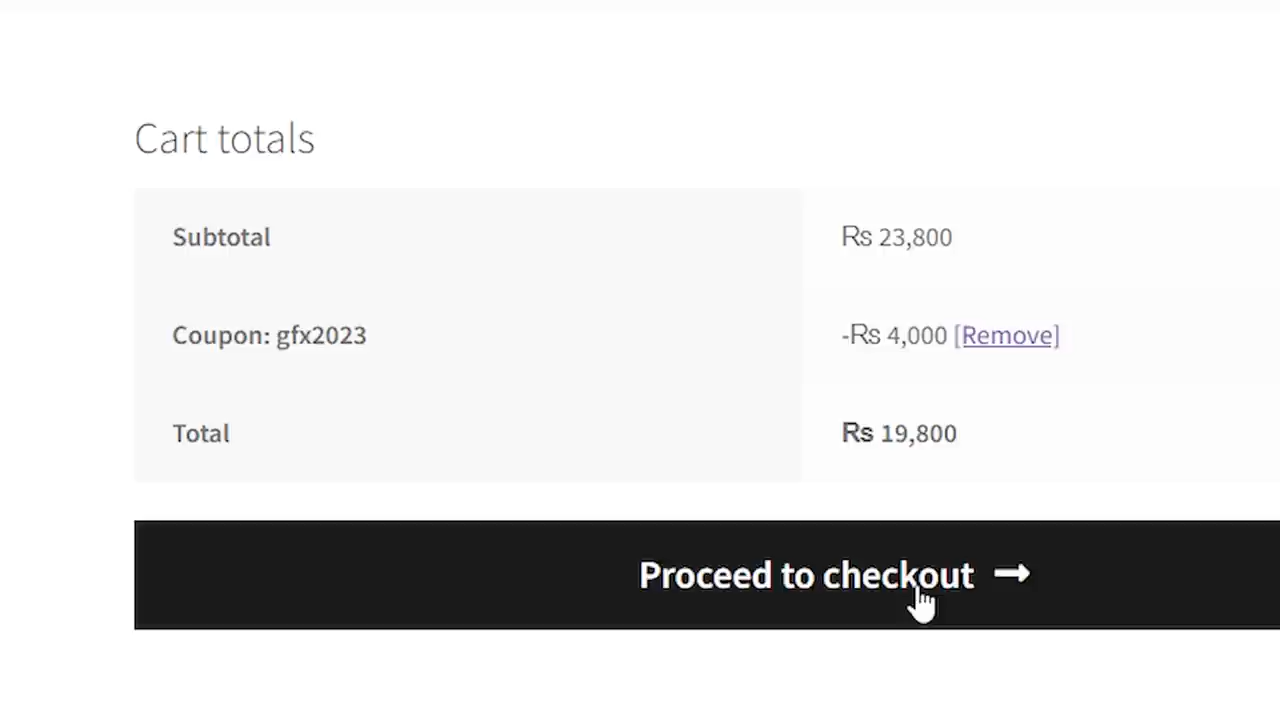 Cart totals
Subtotal ₨ 23,800
Coupon: gfx2023 -₨ 4,000 [Remove]
Total ₨ 19,800
Proceed to checkout →